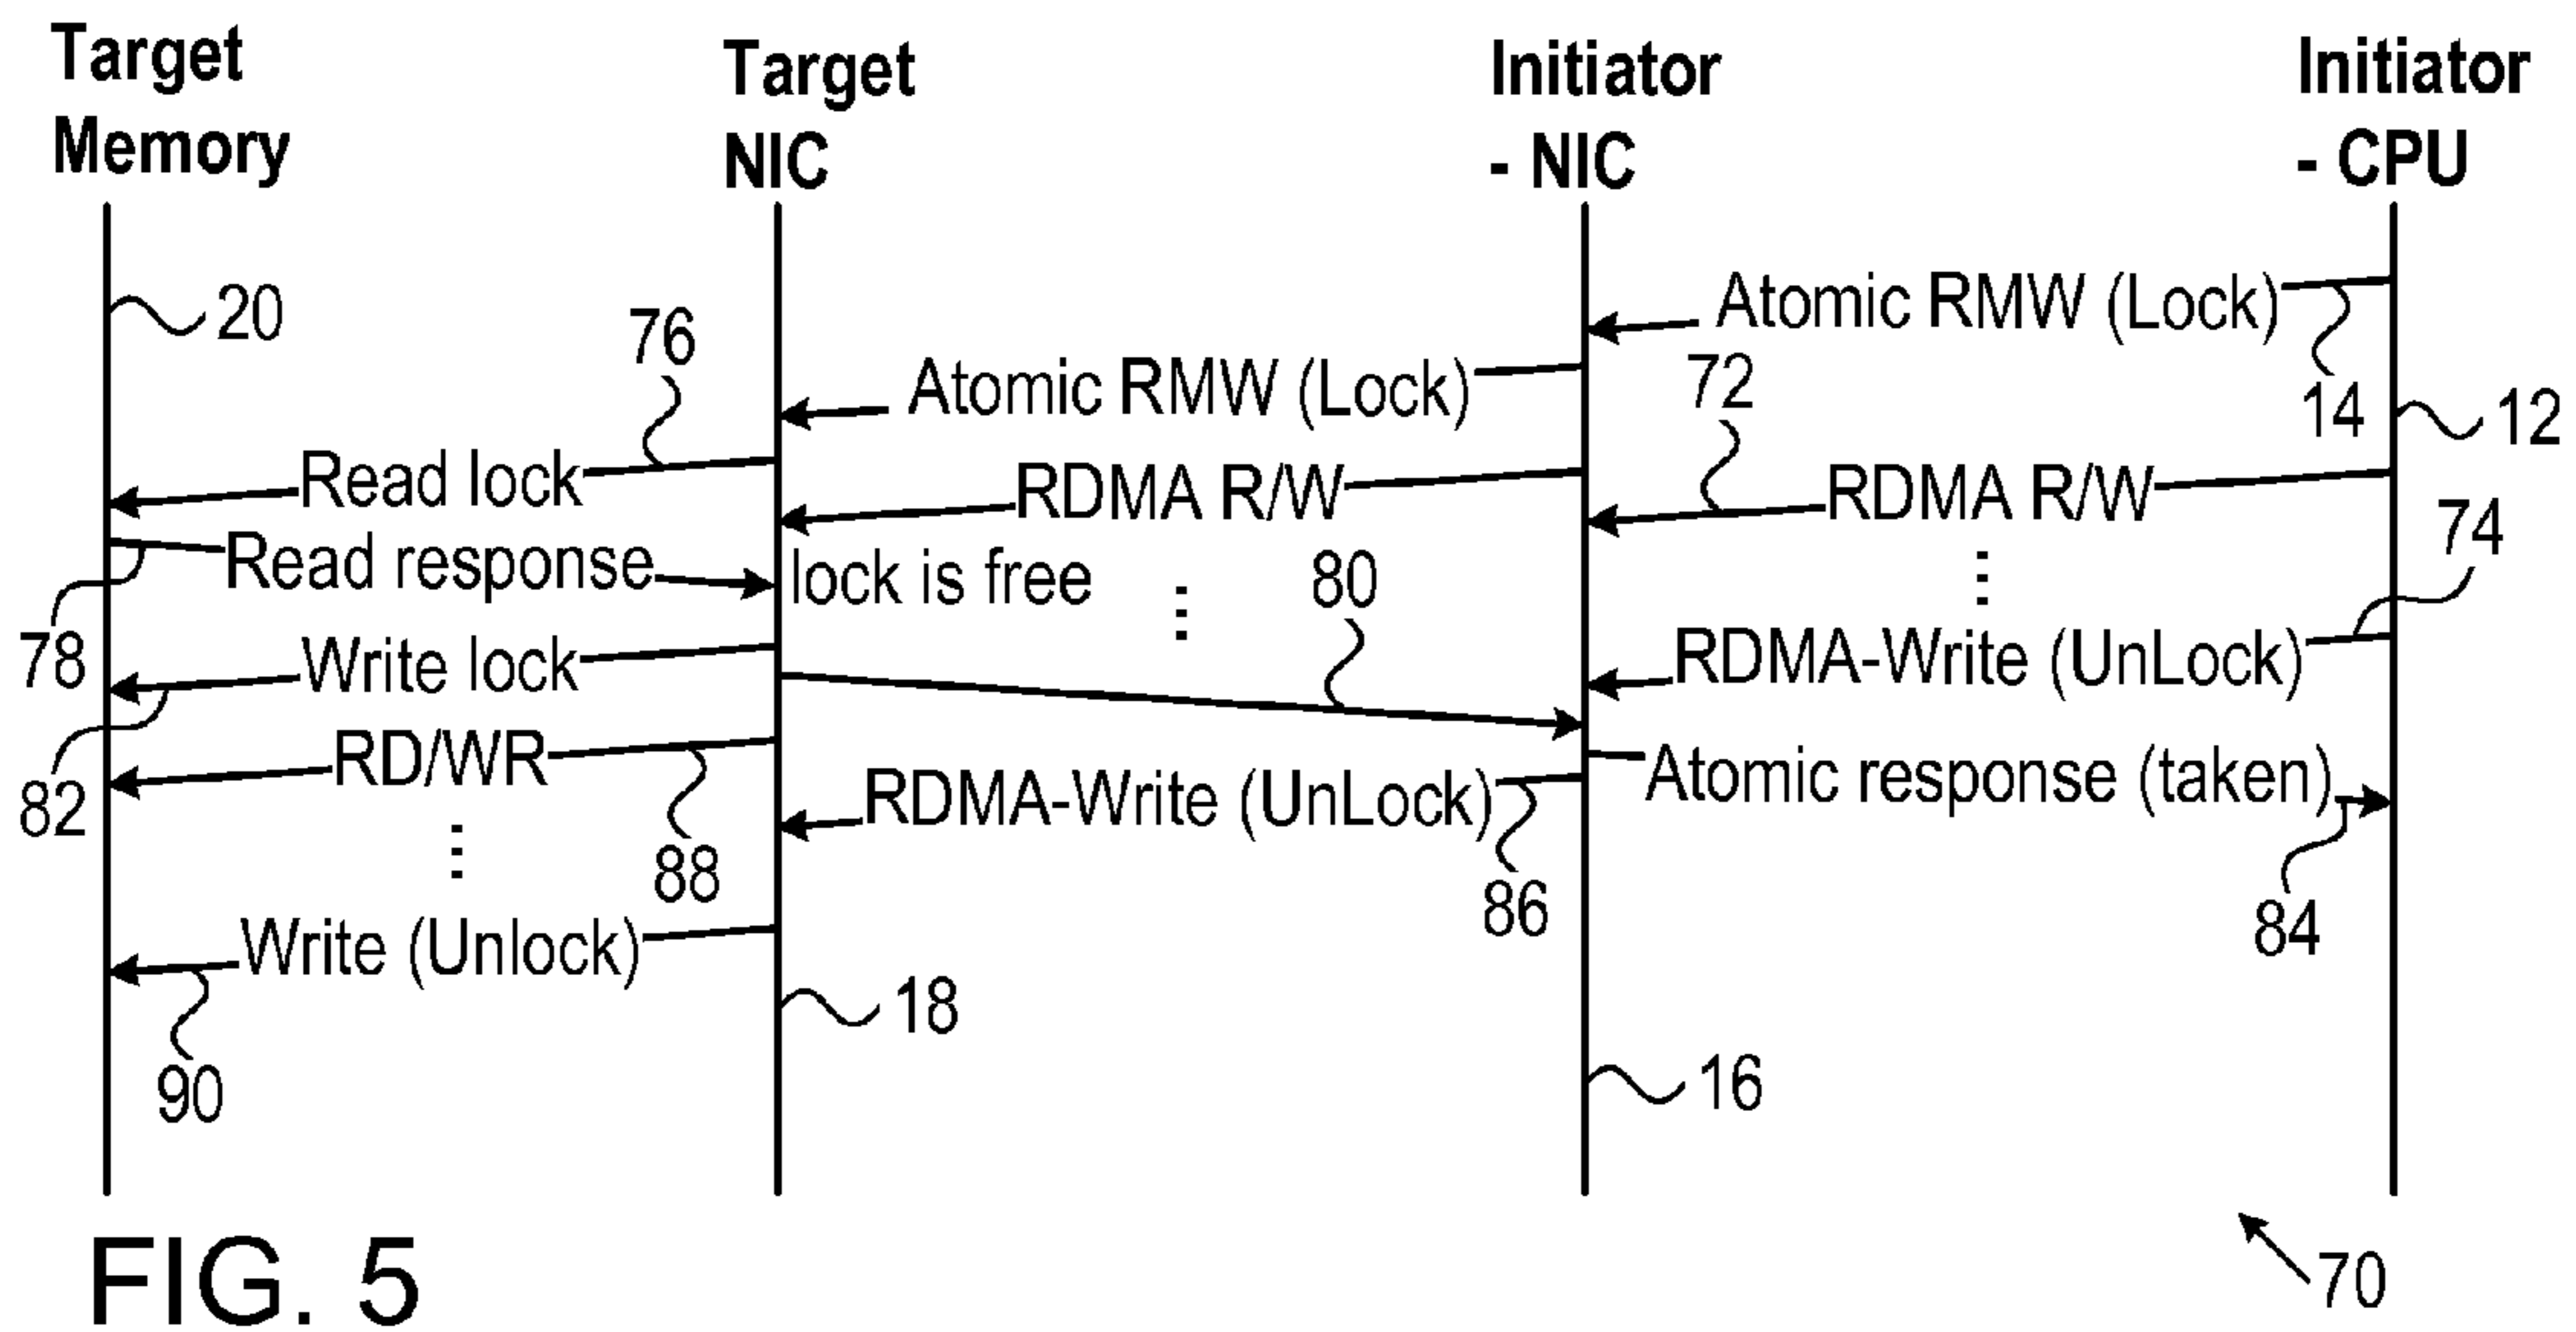 Target
Memory
Target
NIC
Initiator
- NIC
Initiator
- CPU
20
76
Atomic RMW (Lock)
Atomic RMW (Lock)
72
14
12
Read lock
RDMA R/W
RDMA R/W
74
Read response
lock is free
⋮
80
⋮
78
Write lock
RDMA-Write (UnLock)
82
RD/WR
RDMA-Write (UnLock)
Atomic response (taken)
⋮
88
86
84
Write (Unlock)
18
90
16
FIG. 5
70